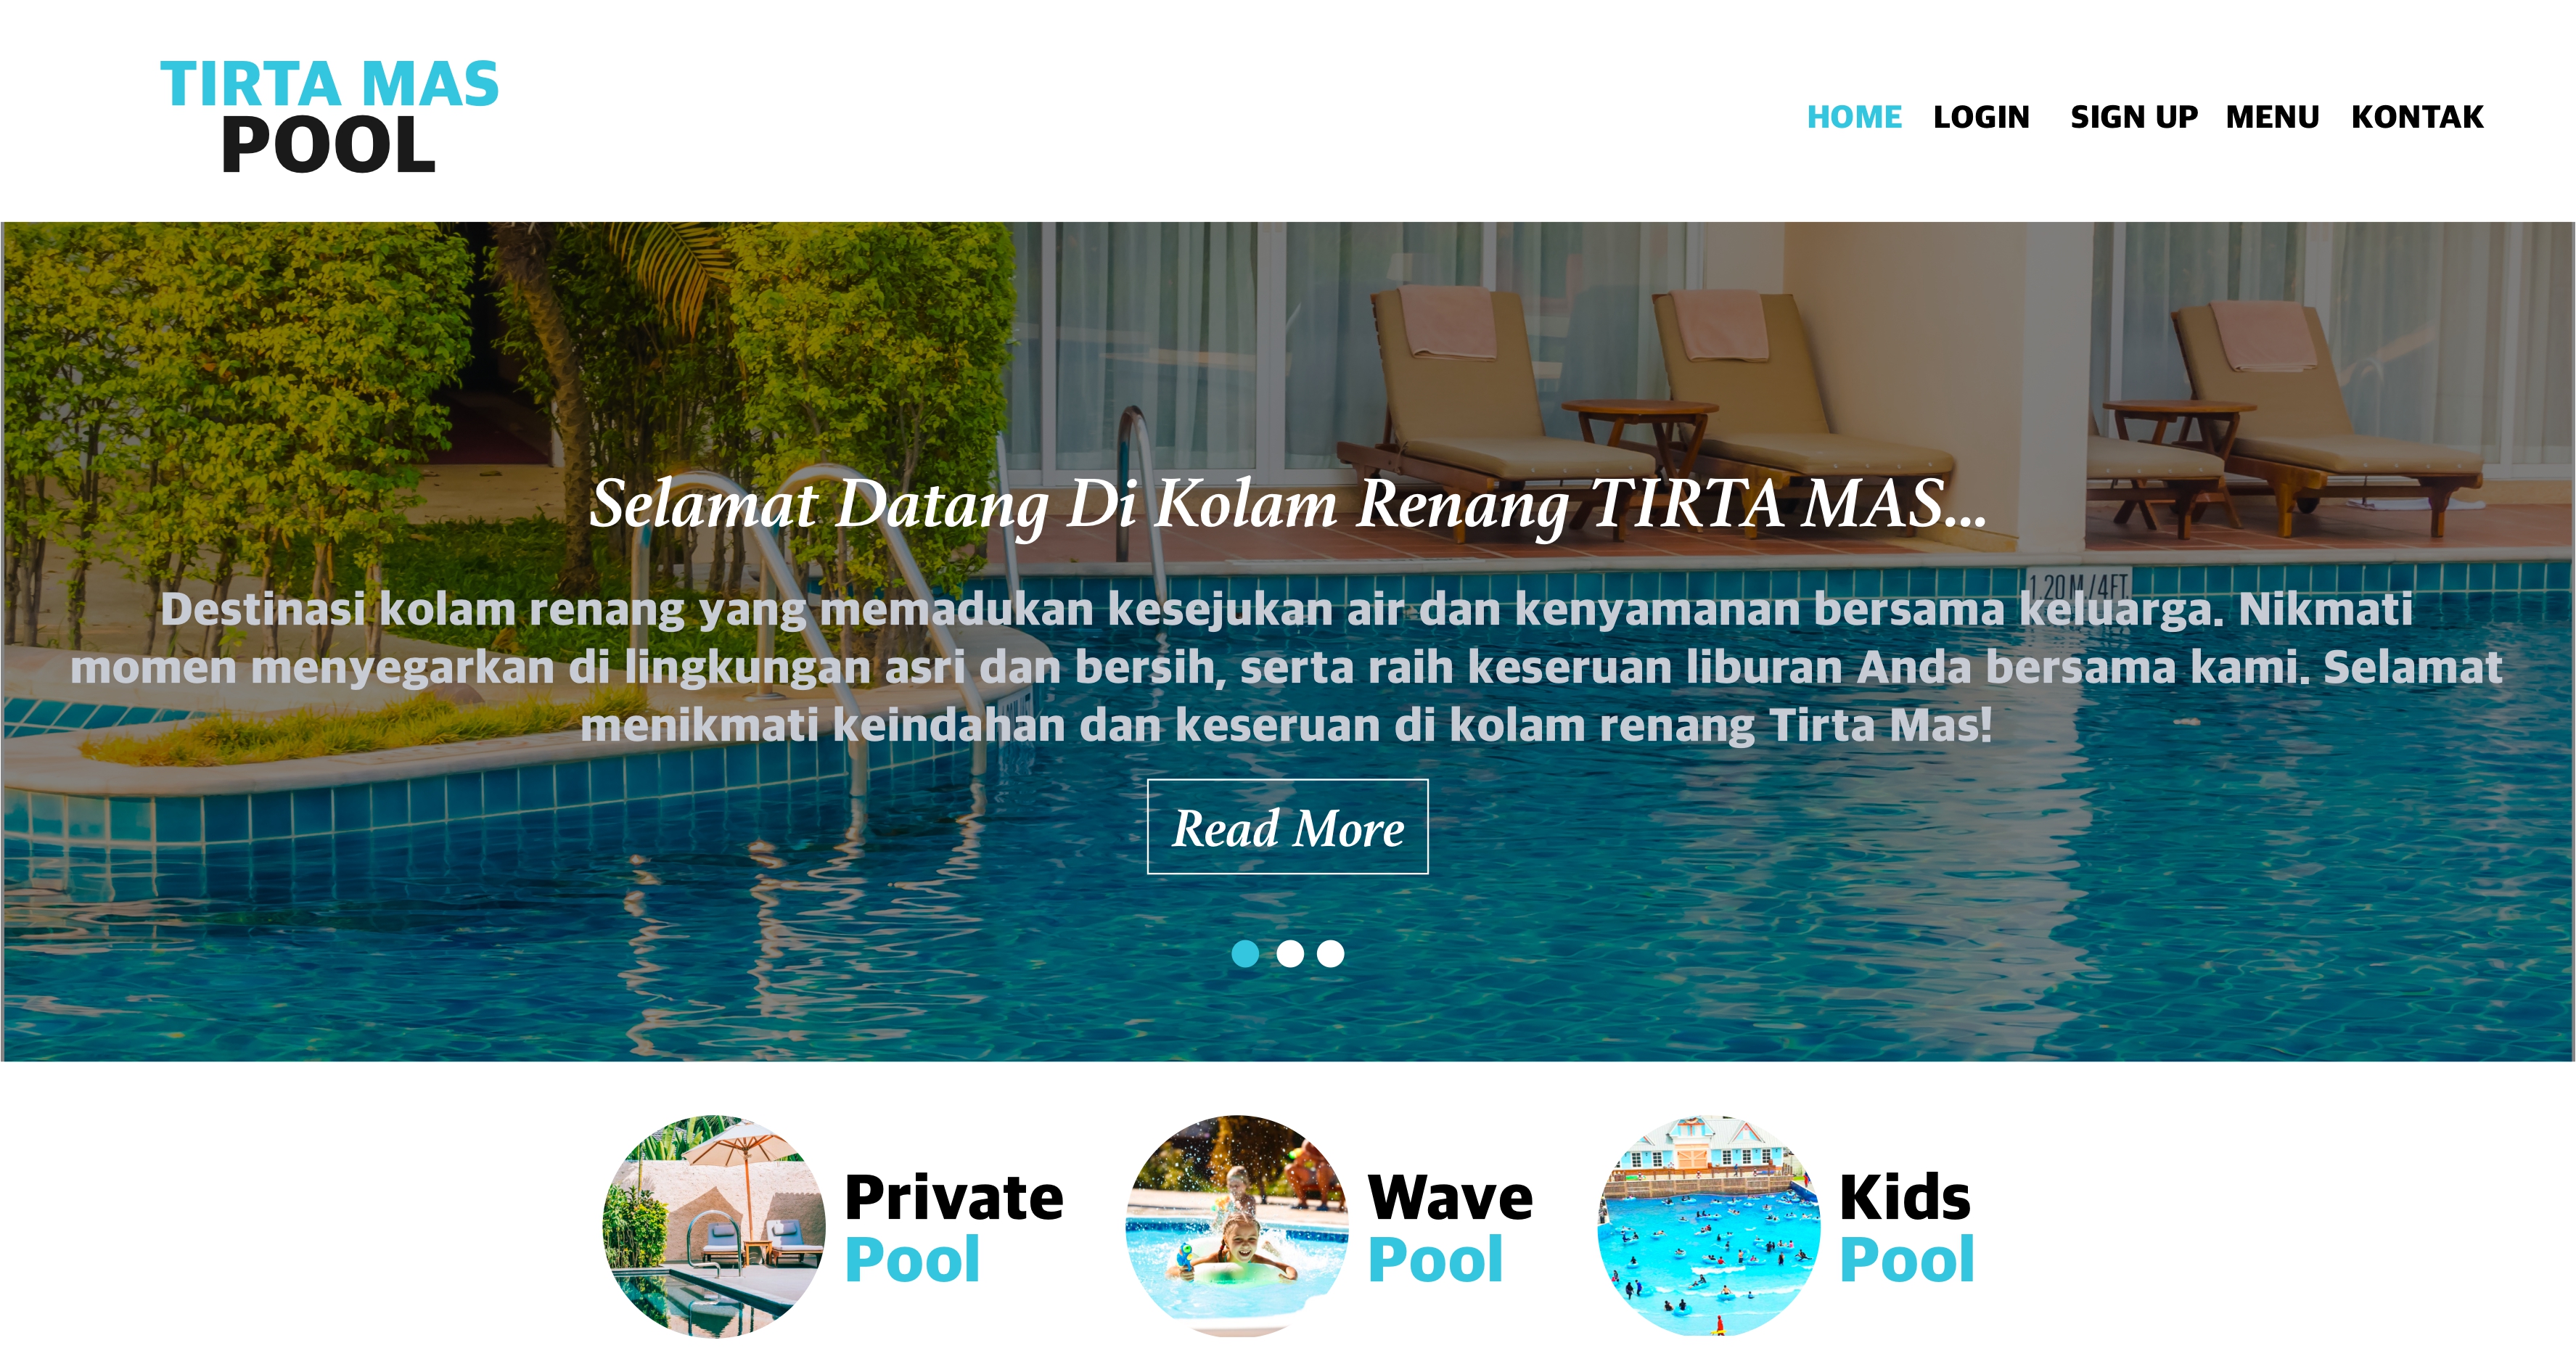 TIRTA MAS
POOL
HOME LOGIN SIGN UP MENU KONTAK
Selamat Datang Di Kolam Renang TIRTA MAS...
1.20 M./4FT.
Destinasi kolam renang yang memadukan kesejukan air dan kenyamanan bersama keluarga. Nikmati
momen menyegarkan di lingkungan asri dan bersih, serta raih keseruan liburan Anda bersama kami. Selamat
menikmati keindahan dan keseruan di kolam renang Tirta Mas!
Read More
Private
Pool
Wave
Pool
Kids
Pool